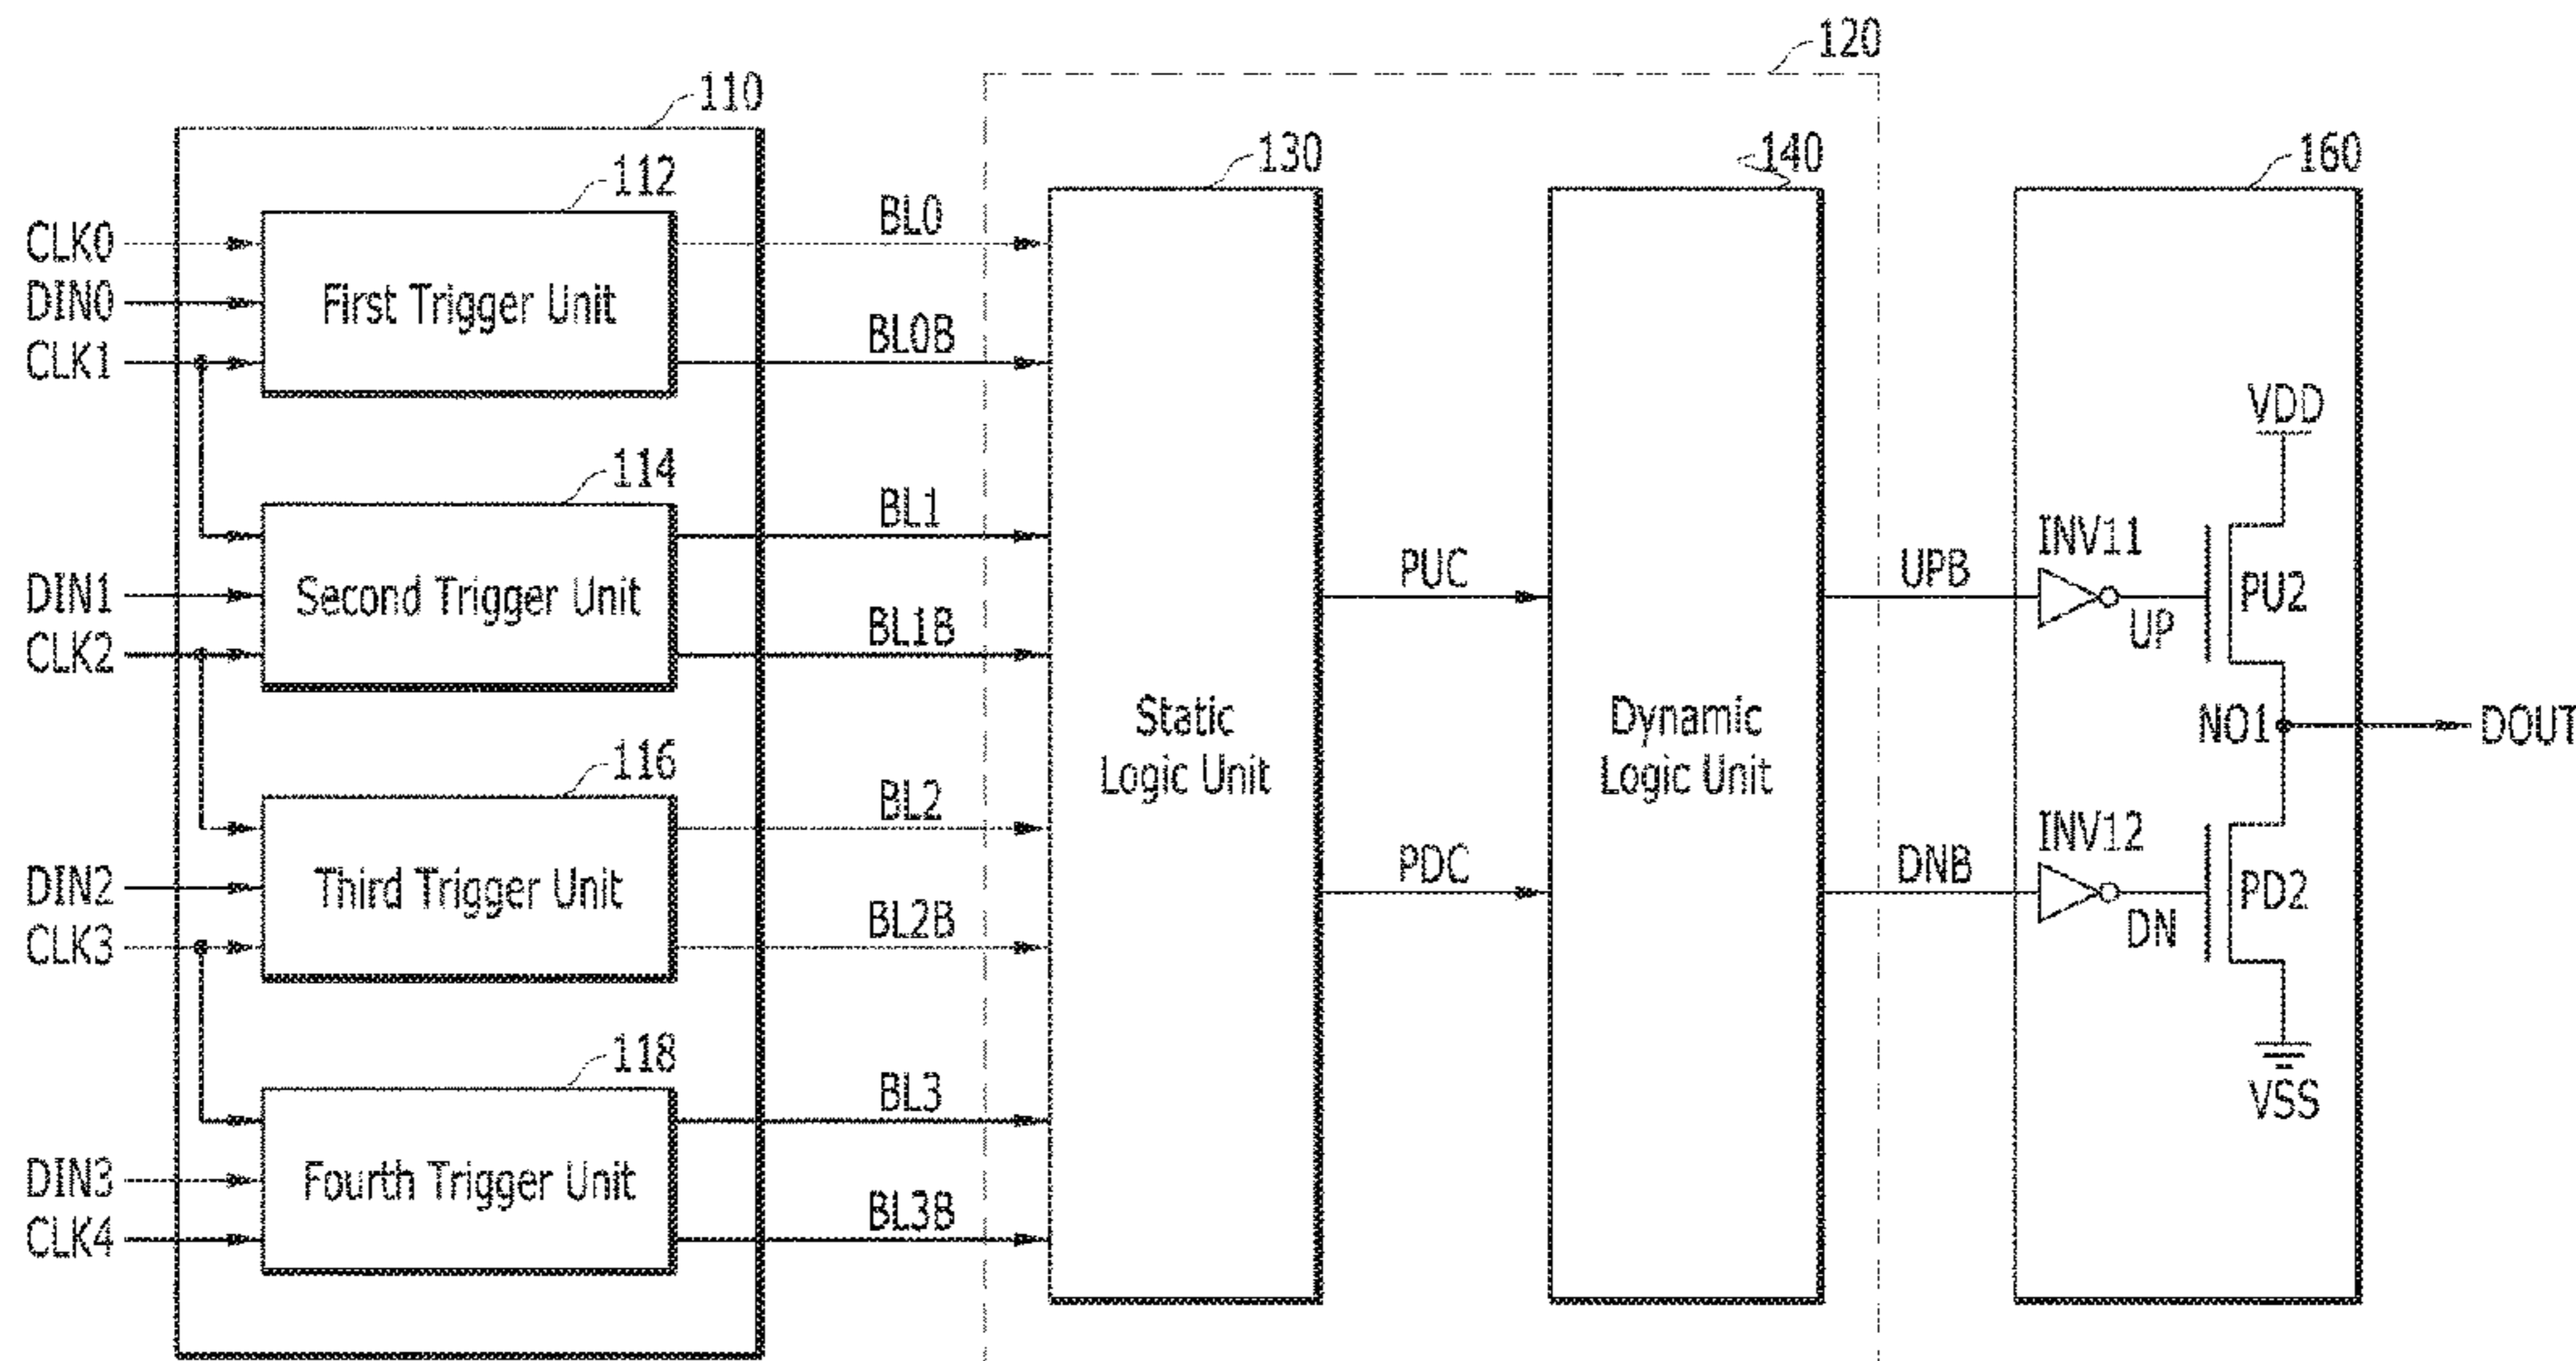 120
110
130
140
160
112
CLK0
DIN0
CLK1
First Trigger Unit
BL0
BL0B
114
DIN1
CLK2
Second Trigger Unit
BL1
BL1B
116
DIN2
CLK3
Third Trigger Unit
BL2
BL2B
118
DIN3
CLK4
Fourth Trigger Unit
BL3
BL3B
Static
Logic Unit
PUC
PDC
Dynamic
Logic Unit
UPB
DNB
VDD
INV11
UP
PU2
NO1
DOUT
INV12
DN
PD2
VSS